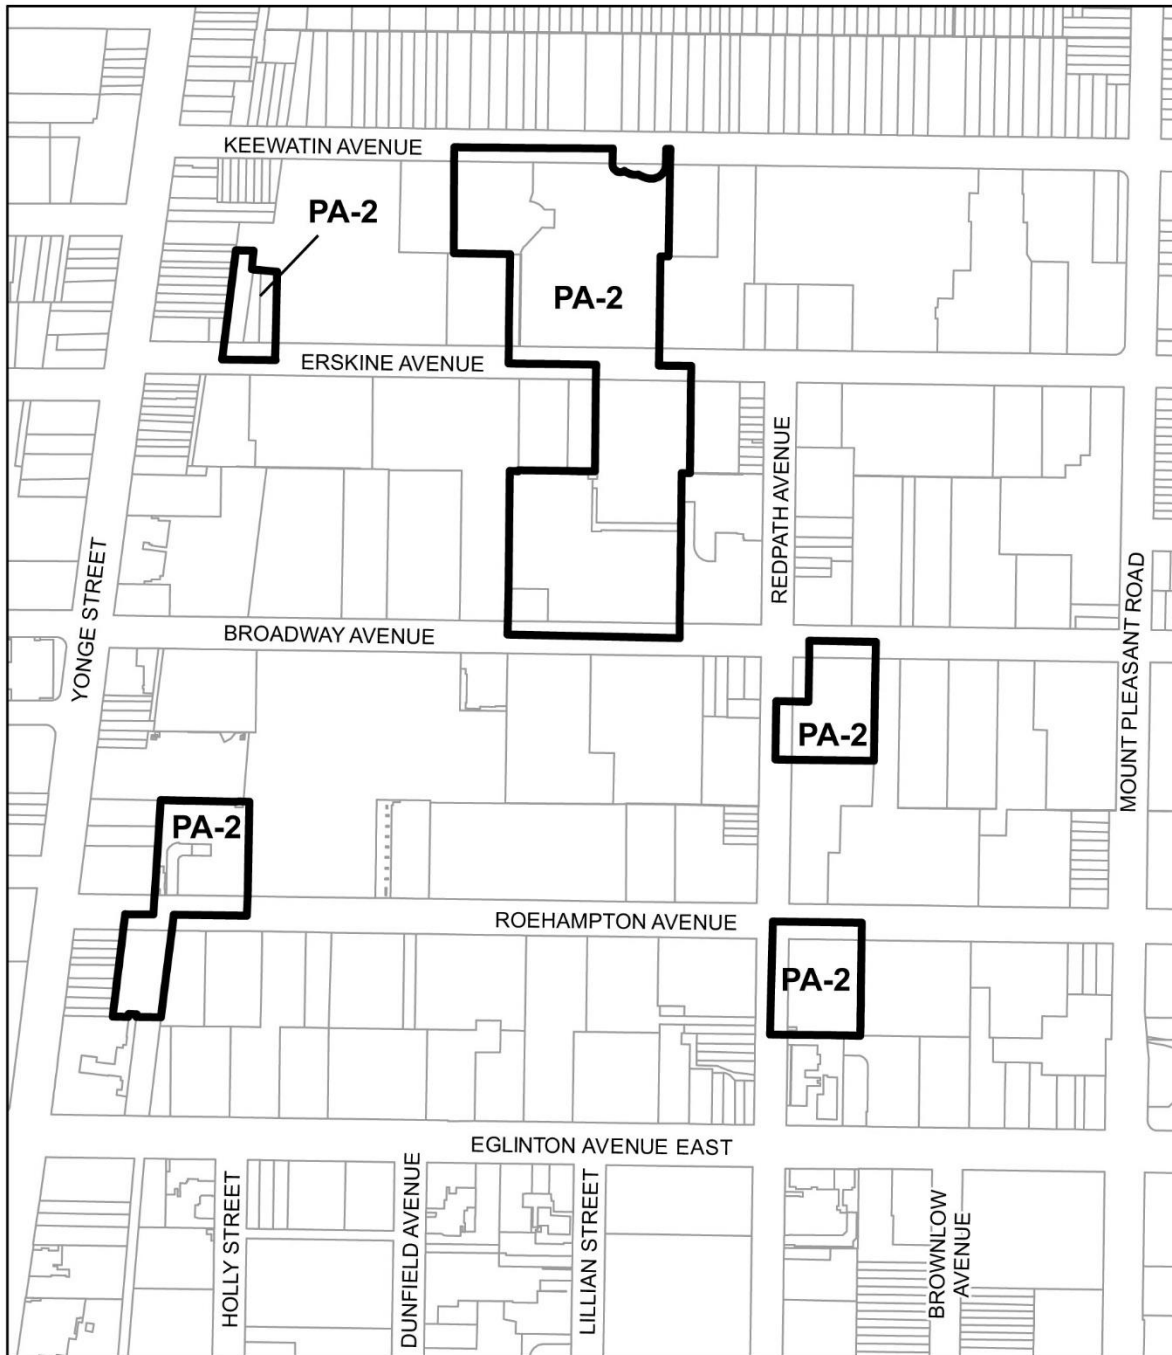 KEEWATIN AVENUE
PA-2
PA-2
ERSKINE AVENUE
REDPATH AVENUE
YONGE STREET
BROADWAY AVENUE
MOUNT PLEASANT ROAD
PA-2
PA-2
ROEHAMPTON AVENUE
PA-2
EGLINTON AVENUE EAST
HOLLY STREET
DUNFIELD AVENUE
LILLIAN STREET
BROWNLOW
AVENUE